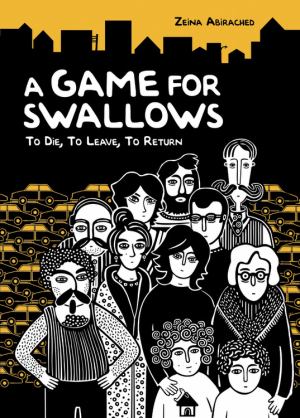 Zeina Abirached
A GAME FOR
SWALLOWS
To Die, To Leave, To Return